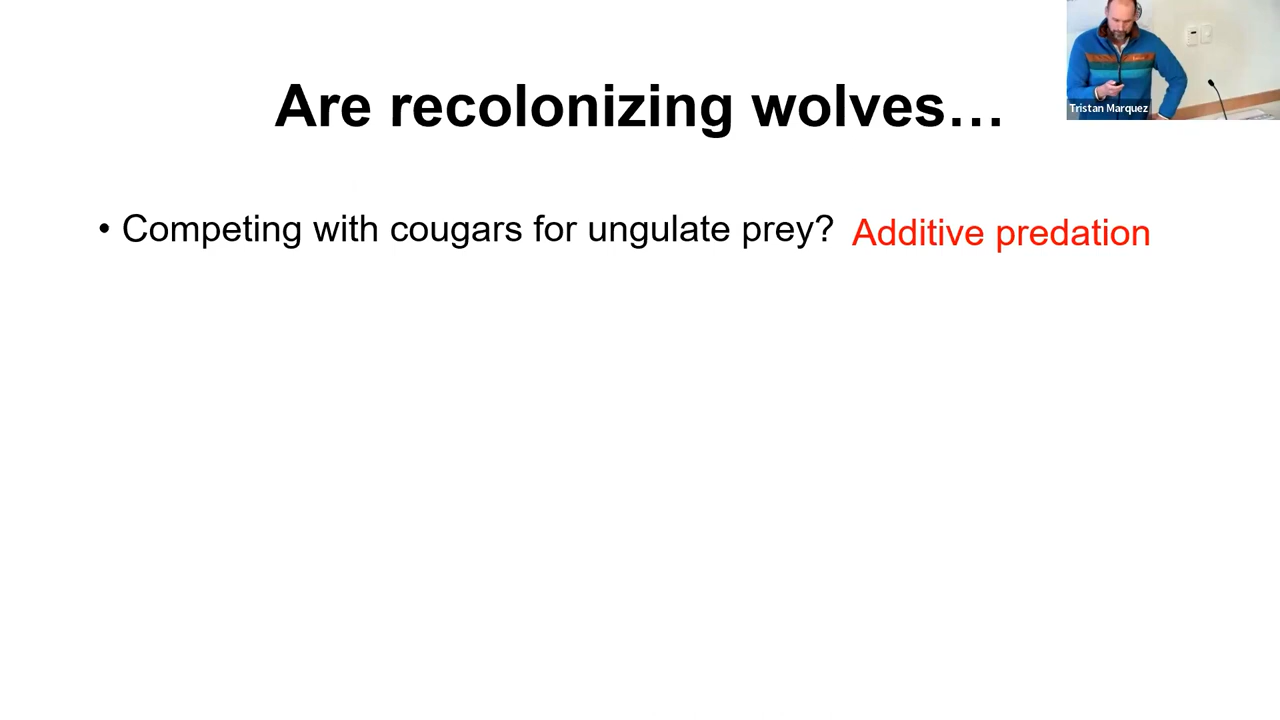 Are recolonizing wolves…
• Competing with cougars for ungulate prey? Additive predation
Tristan Marquez